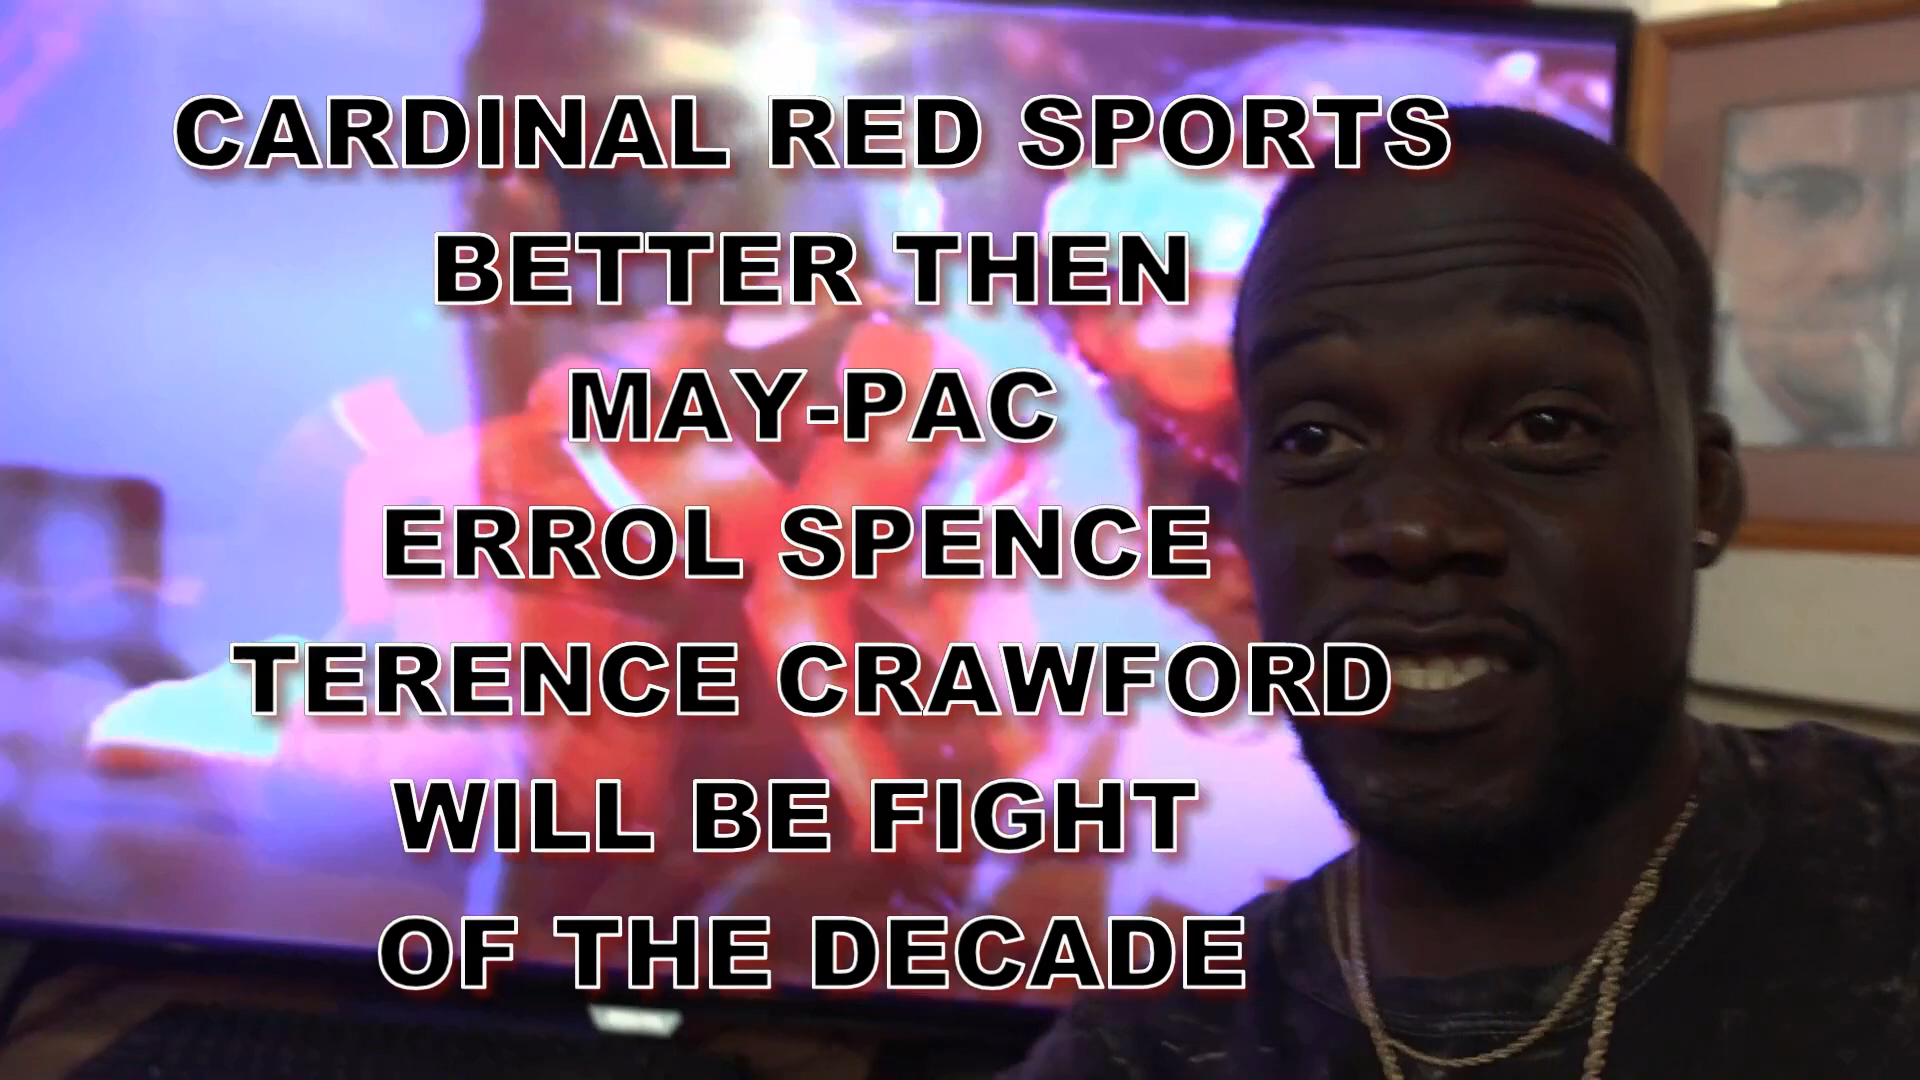 CARDINAL RED SPORTS
BETTER THEN
MAY-PAC
ERROL SPENCE
TERENCE CRAWFORD
WILL BE FIGHT
OF THE DECADE